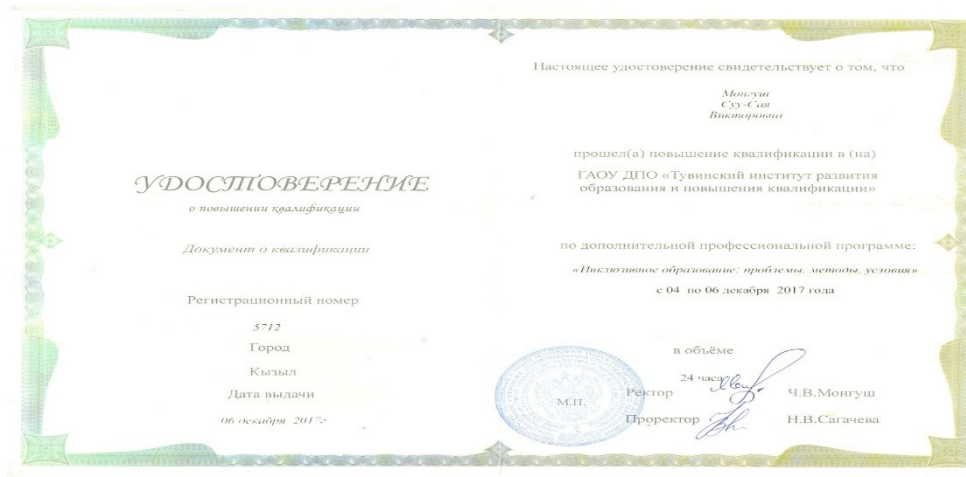 УДОСТОВЕРЕНИЕ
о повышении квалификации
Документ о квалификации
Регистрационный номер
5712
Город
Кызыл
Дата выдачи
06 декабря 2017г
Настоящее удостоверение свидетельствует о том, что
Монгуш
Суу-Сая
Викторовна
прошел(а) повышение квалификации в (на)
ГАОУ ДПО «Тувинский институт развития
образования и повышения квалификации»
по дополнительной профессиональной программе:
«Инклюзивное образование: проблемы, методы, условия»
с 04 по 06 декабря 2017 года
в объёме
24 часа
Ректор Ч.В.Монгуш
М.П.
Проректор Н.В.Сагачева